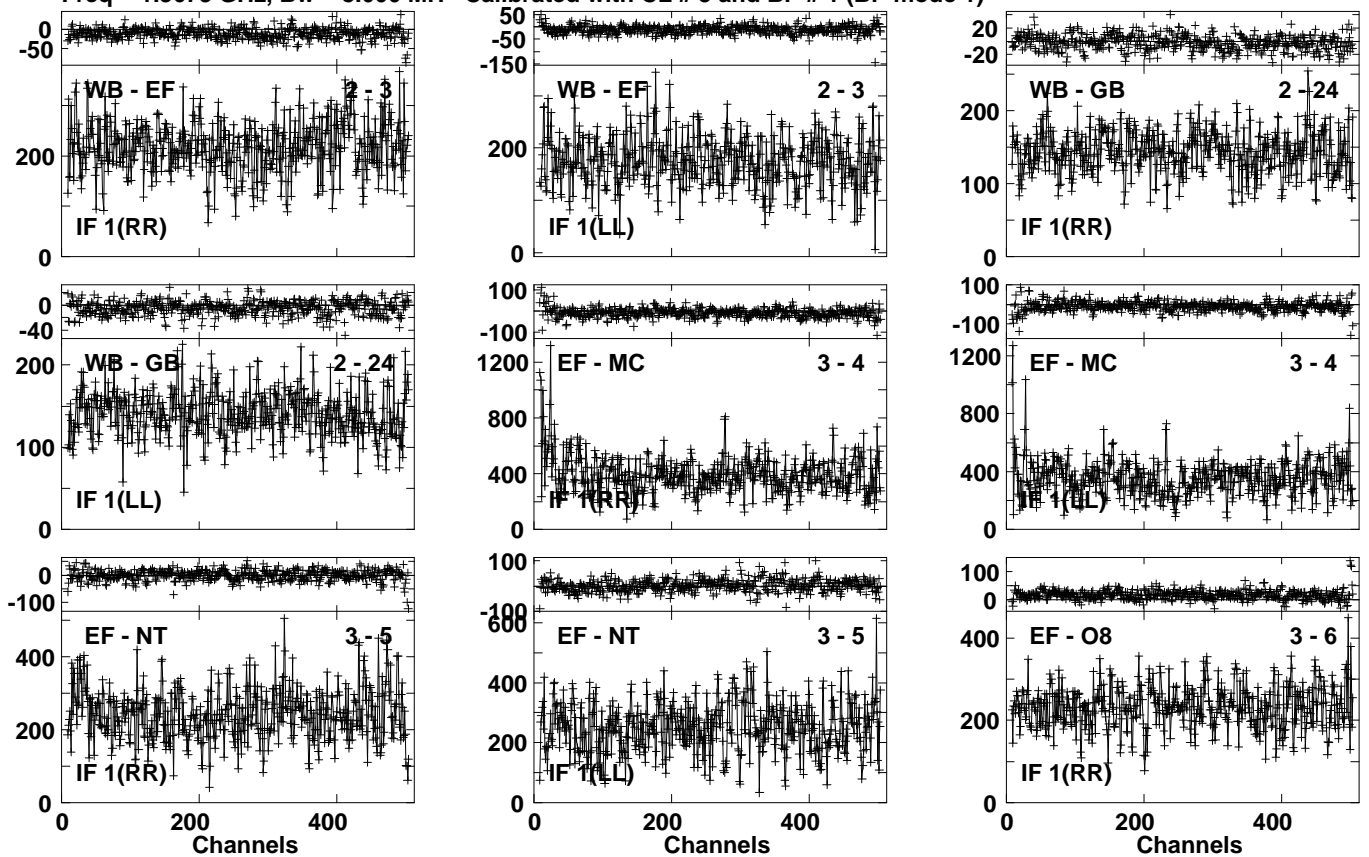 Freq GHz, Calibrated with and mode
0 50 20
-50 -50 -20
-150
WB - EF 2 - 3 WB - EF 2 - 3 WB - GB 2 - 24
200 200 200
100
IF 1(RR) IF 1(LL) IF 1(RR)
0 0 0
0 100 100
-40 -100 -100
WB - GB 2 - 24 EF - MC 3 - 4 EF - MC 3 - 4
200 1200 1200
100 800 800
400 400
IF 1(LL) IF 1(RR) IF 1(LL)
0 0 0
0 100 100
-100 -100 0
EF - NT 3 - 5 EF - NT 3 - 5 EF - O8 3 - 6
400 600 400
200 400 200
200
IF 1(RR) IF 1(LL) IF 1(RR)
0 0 0
0 200 400 0 200 400 0 200 400
Channels Channels Channels